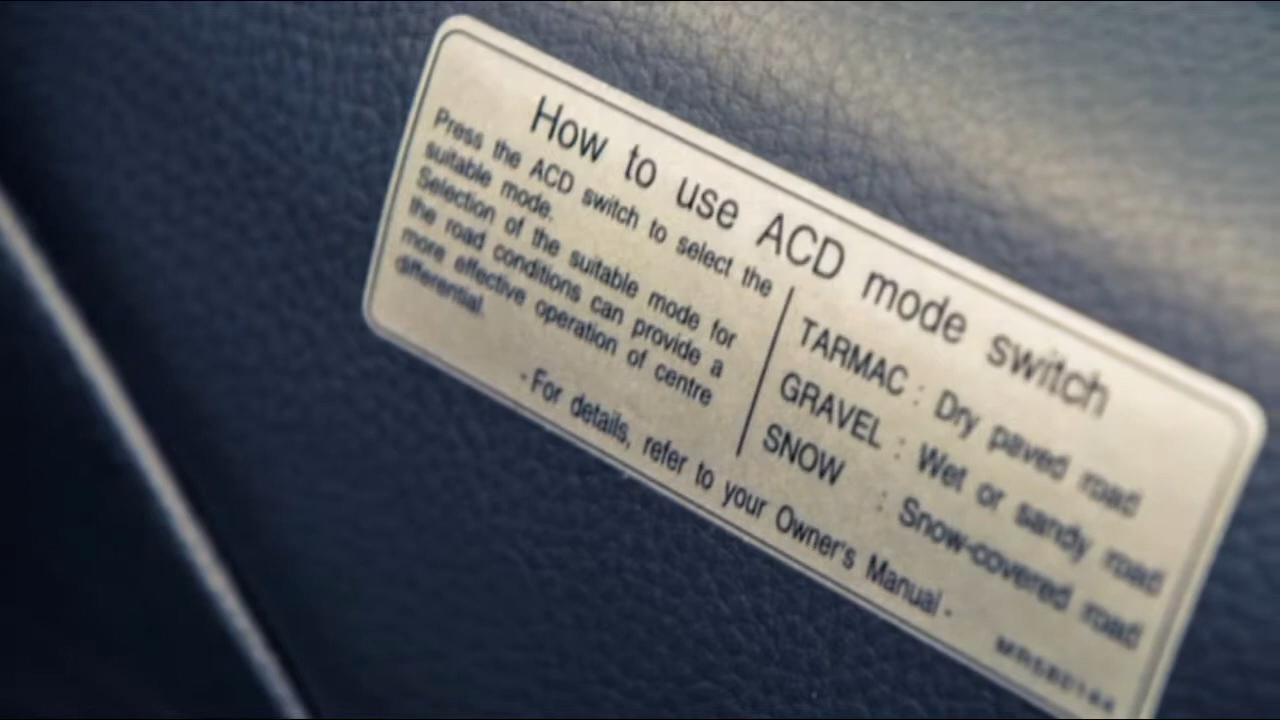 How to use ACD mode switch
Press the ACD switch to select the
suitable mode.
Selection of the suitable mode for
the road conditions can provide a
more effective operation of centre
differential.
TARMAC : Dry paved road
GRAVEL : Wet or sandy road
SNOW : Snow-covered road
- For details, refer to your Owner's Manual -